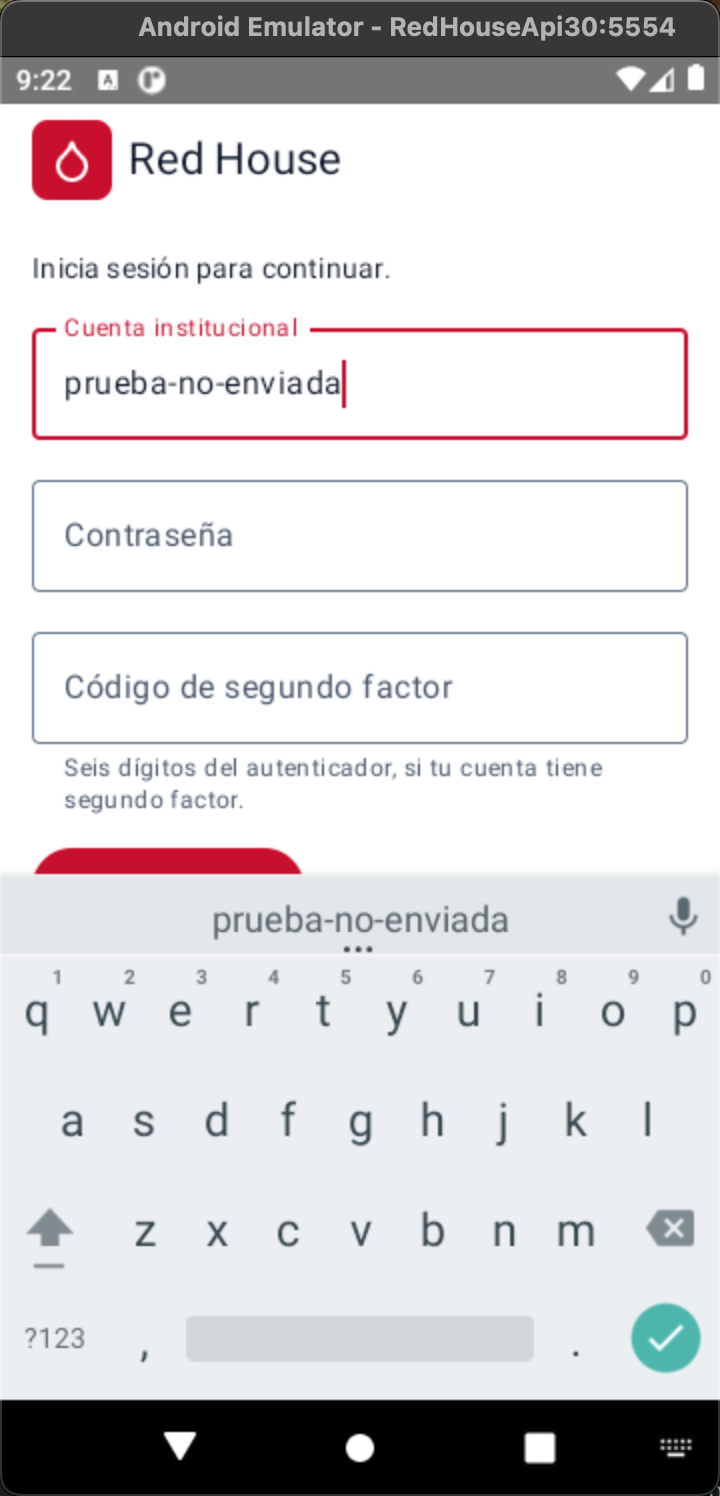 Android Emulator - RedHouseApi30:5554
9:22 A
Red House
Inicia sesión para continuar.
Cuenta institucional
prueba-no-enviada
Contraseña
Código de segundo factor
Seis dígitos del autenticador, si tu cuenta tiene
segundo factor.
prueba-no-enviada
1 2 3 4 5 6 7 8 9 0
q w e r t y u i o p
a s d f g h j k l
z x c v b n m
?123 , .